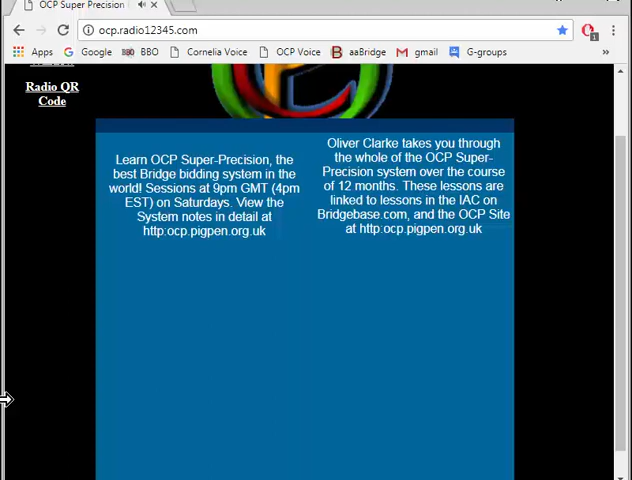 OCP Super Precision
ocp.radio12345.com
Apps
Google
BBO
Cornelia Voice
OCP Voice
aaBridge
gmail
G-groups
Radio QR
Code
Learn OCP Super-Precision, the
best Bridge bidding system in the
world! Sessions at 9pm GMT (4pm
EST) on Saturdays. View the
System notes in detail at
http:ocp.pigpen.org.uk
Oliver Clarke takes you through
the whole of the OCP Super-
Precision system over the course
of 12 months. These lessons are
linked to lessons in the IAC on
Bridgebase.com, and the OCP Site
at http:ocp.pigpen.org.uk